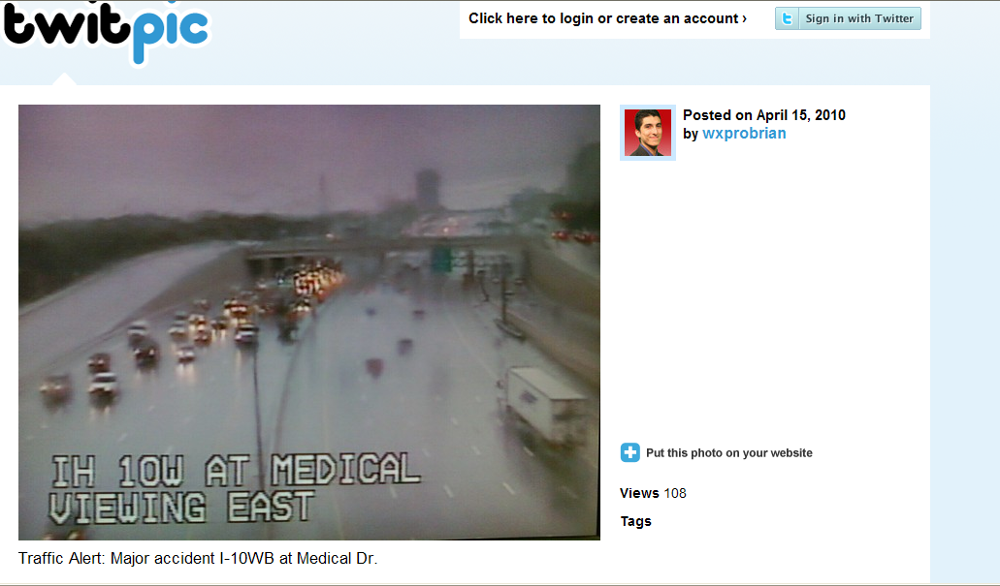 twitpic
Click here to login or create an account ›
Sign in with Twitter
Posted on April 15, 2010
by wxprobrian
IH 10W AT MEDICAL
VIEWING EAST
Put this photo on your website
Views 108
Tags
Traffic Alert: Major accident I-10WB at Medical Dr.